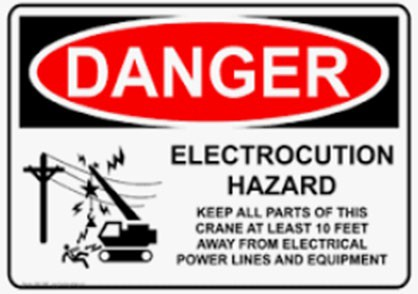 DANGER
ELECTROCUTION
HAZARD
KEEP ALL PARTS OF THIS
CRANE AT LEAST 10 FEET
AWAY FROM ELECTRICAL
POWER LINES AND EQUIPMENT